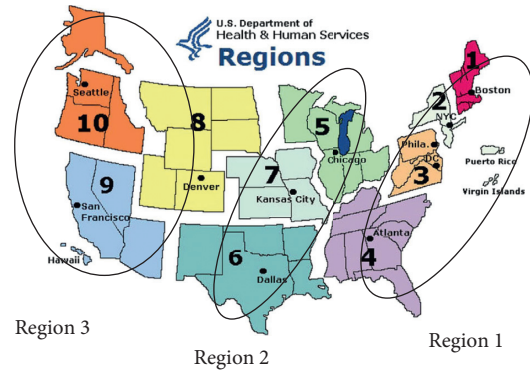 U.S. Department of
Health & Human Services
Regions
1
Boston
2
NYC
Seattle
10
8
5
Phila.
Chicago
DC
3
Puerto Rico
Virgin Islands
7
Kansas City
Denver
9
San
Francisco
Atlanta
4
6
Dallas
Hawaii
Region 3
Region 2
Region 1